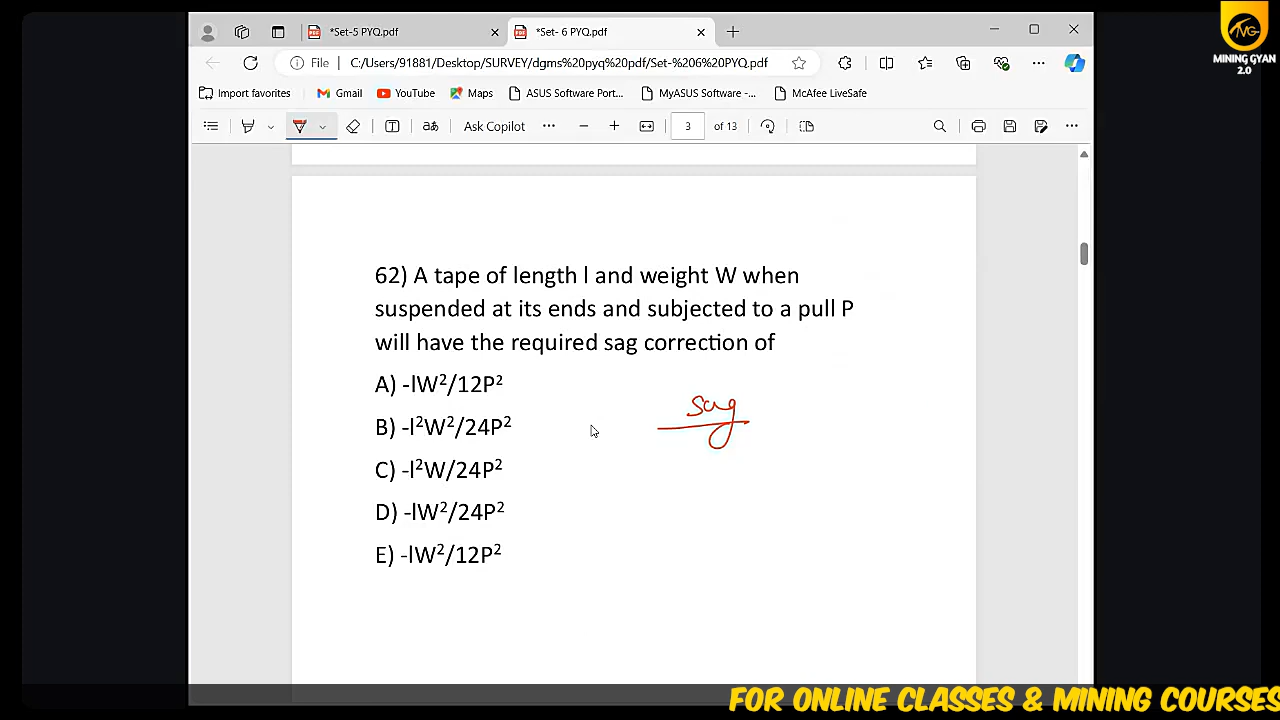 *Set-5 PYQ.pdf
*Set- 6 PYQ.pdf
File
C:/Users/91881/Desktop/SURVEY/dgms%20pyq%20pdf/Set-%206%20PYQ.pdf
Import favorites
Gmail
YouTube
Maps
ASUS Software Port...
MyASUS Software -...
McAfee LiveSafe
Ask Copilot
3 of 13
MINING GYAN
2.0
62) A tape of length l and weight W when
suspended at its ends and subjected to a pull P
will have the required sag correction of
A) -lW²/12P²
B) -l²W²/24P²
C) -l²W/24P²
D) -lW²/24P²
E) -lW²/12P²
sag
FOR ONLINE CLASSES & MINING COURSES